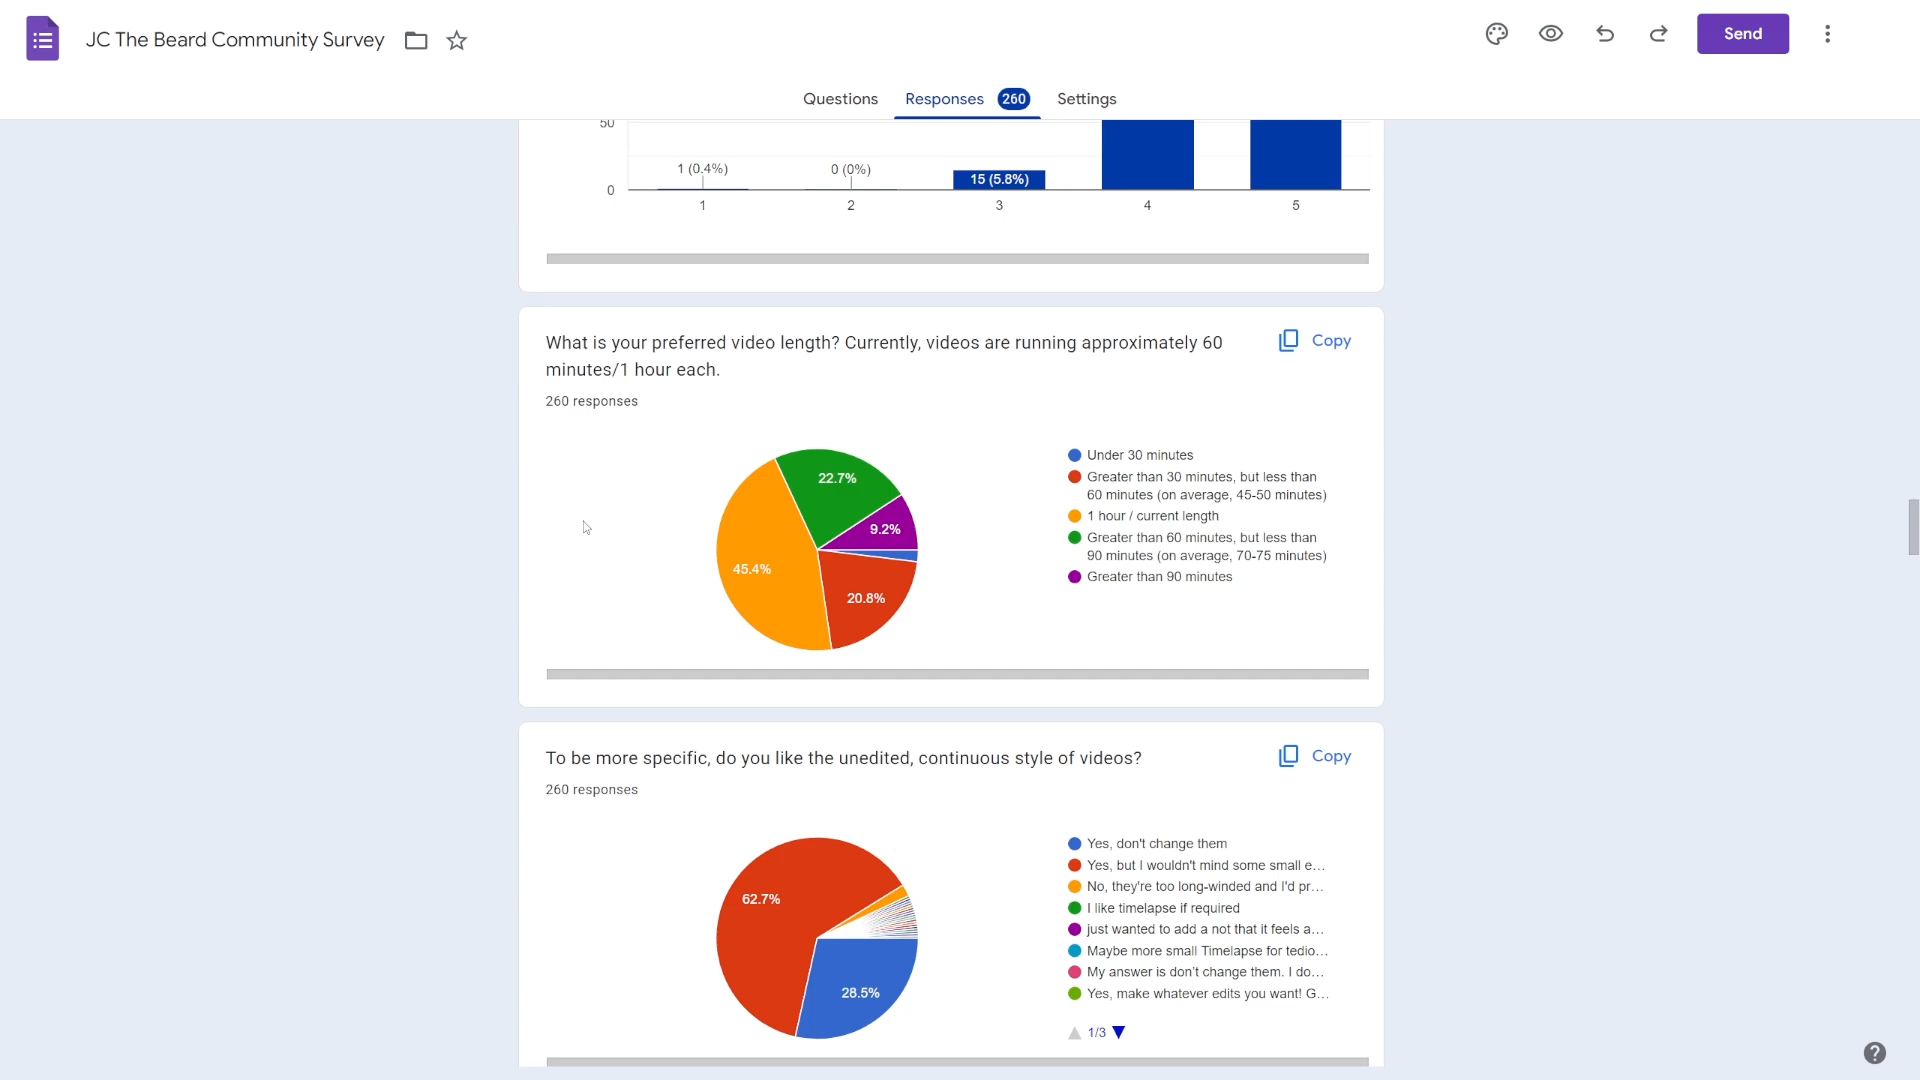 JC The Beard Community Survey
Send
Questions
Responses 260
Settings
50
1 (0.4%)
0 (0%)
15 (5.8%)
0
1 2 3 4 5
What is your preferred video length? Currently, videos are running approximately 60
minutes/1 hour each.
Copy
260 responses
22.7%
9.2%
45.4%
20.8%
Under 30 minutes
Greater than 30 minutes, but less than
60 minutes (on average, 45-50 minutes)
1 hour / current length
Greater than 60 minutes, but less than
90 minutes (on average, 70-75 minutes)
Greater than 90 minutes
To be more specific, do you like the unedited, continuous style of videos?
Copy
260 responses
62.7%
28.5%
Yes, don't change them
Yes, but I wouldn't mind some small e...
No, they're too long-winded and I'd pr...
I like timelapse if required
just wanted to add a not that it feels a...
Maybe more small Timelapse for tedio...
My answer is don't change them. I do...
Yes, make whatever edits you want! G...
1/3